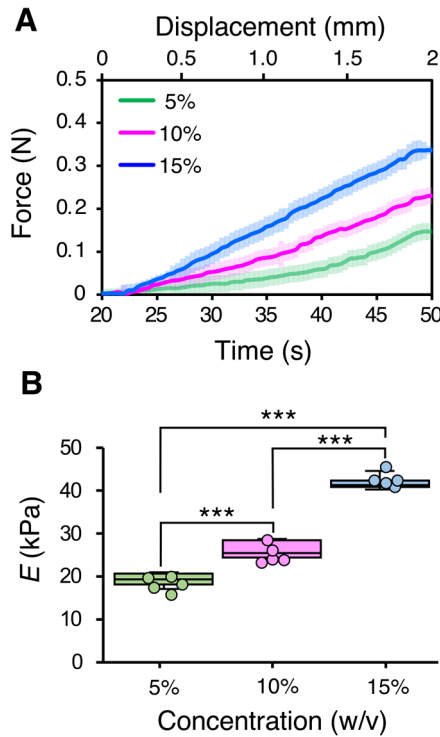 A
Displacement (mm)
0 0.5 1.0 1.5 2
0.5
0.4
0.3
0.2
0.1
0
Force (N)
5%
10%
15%
20 25 30 35 40 45 50
Time (s)
B
***
***
***
50
40
30
20
10
0
E (kPa)
5% 10% 15%
Concentration (w/v)